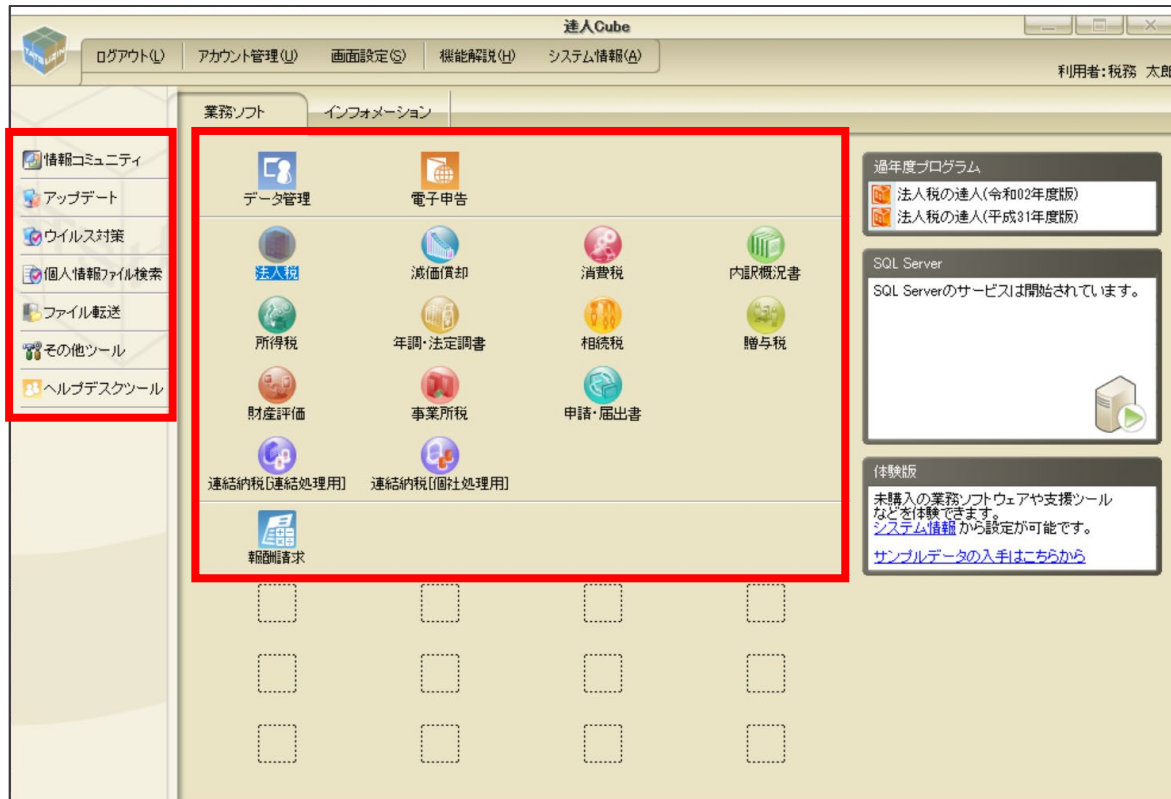 達人Cube
TATSUZIN
ログアウト(L)
アカウント管理(U)
画面設定(S)
機能解説(H)
システム情報(A)
利用者:税務 太郎
業務ソフト
インフォメーション
情報コミュニティ
アップデート
ウイルス対策
個人情報ファイル検索
ファイル転送
その他ツール
ヘルプデスクツール
データ管理
電子申告
法人税
減価償却
消費税
内訳概況書
所得税
年調・法定調書
相続税
贈与税
財産評価
事業所税
申請・届出書
連結納税[連結処理用]
連結納税[個社処理用]
報酬請求
過年度プログラム
法人税の達人(令和02年度版)
法人税の達人(平成31年度版)
SQL Server
SQL Serverのサービスは開始されています。
体験版
未購入の業務ソフトウェアや支援ツール
などを体験できます。
システム情報 から設定が可能です。
サンプルデータの入手はこちらから